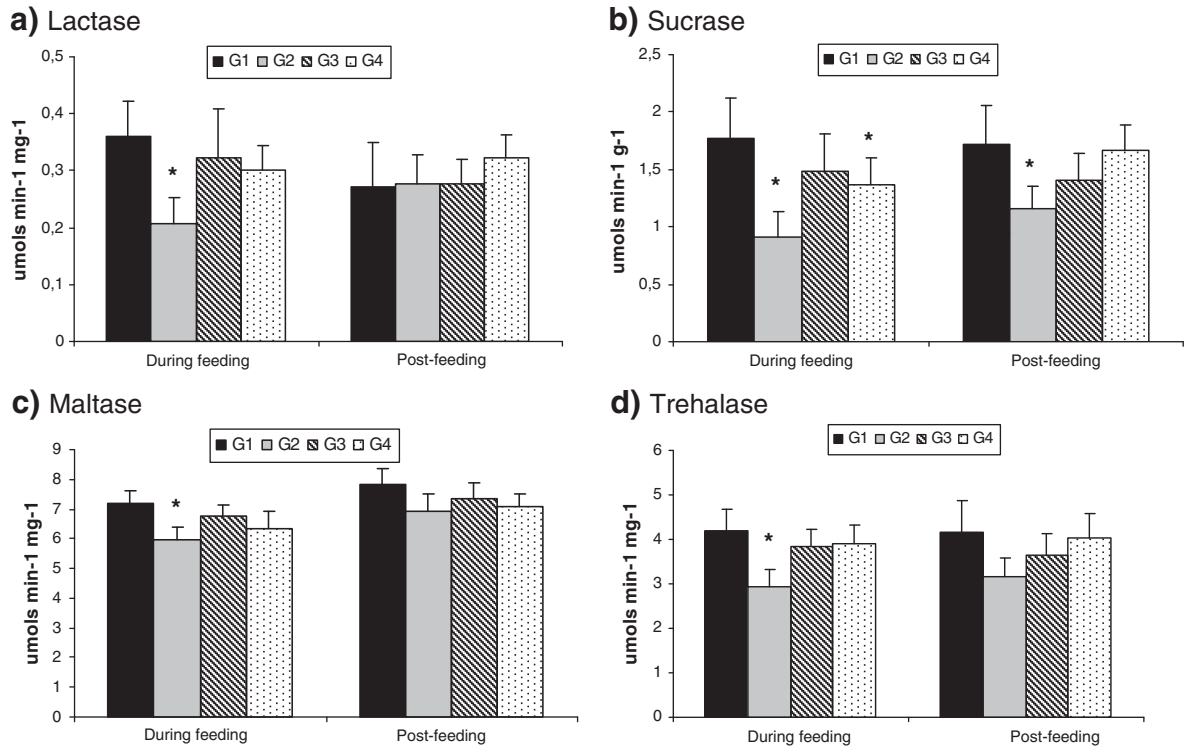 a) Lactase
G1 G2 G3 G4
0,5
0,4
0,3
0,2
0,1
0
umols min-1 mg-1
During feeding Post-feeding
b) Sucrase
G1 G2 G3 G4
2,5
2
1,5
1
0,5
0
umols min-1 g-1
* * *
During feeding Post-feeding
c) Maltase
G1 G2 G3 G4
9
8
7
6
5
4
3
2
1
0
umols min-1 mg-1
*
During feeding Post-feeding
d) Trehalase
G1 G2 G3 G4
6
5
4
3
2
1
0
umols min-1 mg-1
*
During feeding Post-feeding